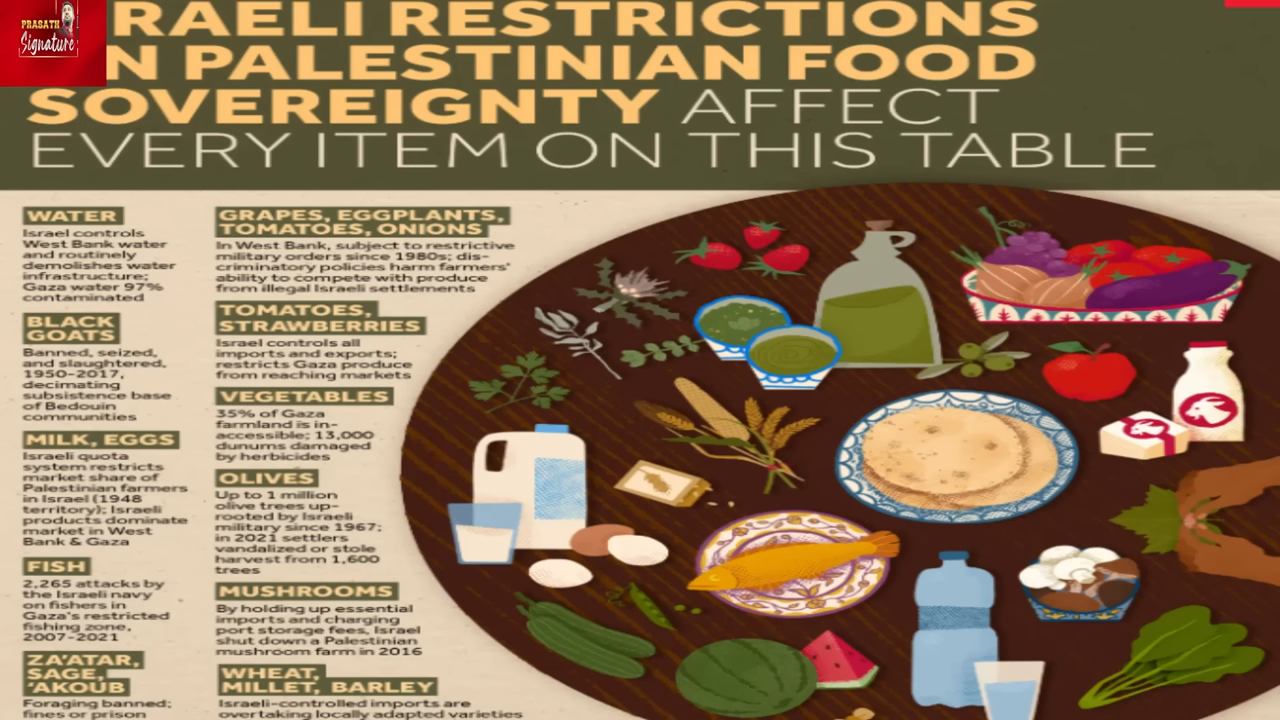 PRASATH
Signature
RAELI RESTRICTIONS
N PALESTINIAN FOOD
SOVEREIGNTY AFFECT
EVERY ITEM ON THIS TABLE
WATER
Israel controls
West Bank water
and routinely
demolishes water
infrastructure;
Gaza water 97%
contaminated
BLACK
GOATS
Banned, seized,
and slaughtered,
1950-2017,
decimating
subsistence base
of Bedouin
communities
MILK, EGGS
Israeli quota
system restricts
market share of
Palestinian farmers
in Israel (1948
territory); Israeli
products dominate
market in West
Bank & Gaza
FISH
2,265 attacks by
the Israeli navy
on fishers in
Gaza's restricted
fishing zone,
2007-2021
ZA'ATAR,
SAGE,
'AKOUB
Foraging banned;
fines or prison
GRAPES, EGGPLANTS,
TOMATOES, ONIONS
In West Bank, subject to restrictive
military orders since 1980s; dis-
criminatory policies harm farmers'
ability to compete with produce
from illegal Israeli settlements
TOMATOES,
STRAWBERRIES
Israel controls all
imports and exports;
restricts Gaza produce
from reaching markets
VEGETABLES
35% of Gaza
farmland is in-
accessible; 13,000
dunums damaged
by herbicides
OLIVES
Up to 1 million
olive trees up-
rooted by Israeli
military since 1967;
in 2021 settlers
vandalized or stole
harvest from 1,600
trees
MUSHROOMS
By holding up essential
imports and charging
port storage fees, Israel
shut down a Palestinian
mushroom farm in 2016
WHEAT,
MILLET, BARLEY
Israeli-controlled imports are
overtaking locally adapted varieties